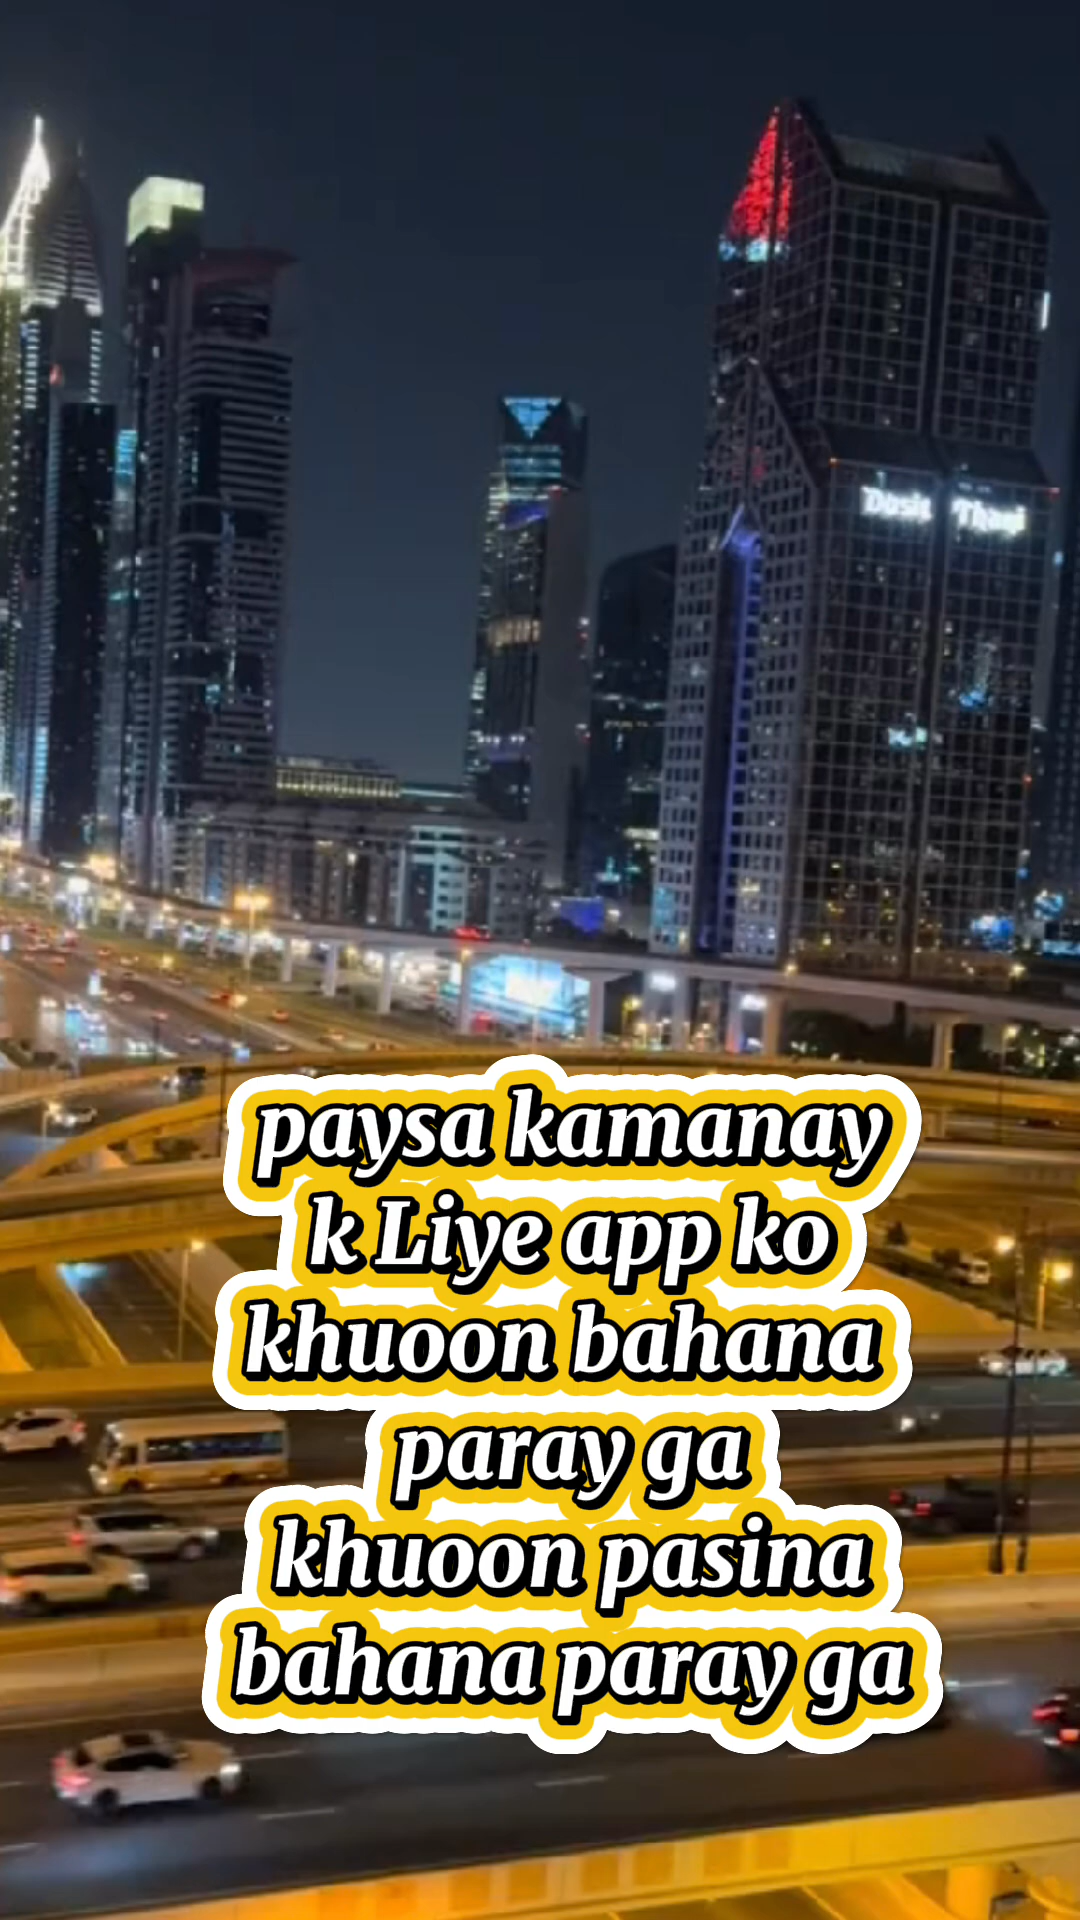 Dusit Thani
paysa kamanay
k Liye app ko
khuoon bahana
paray ga
khuoon pasina
bahana paray ga